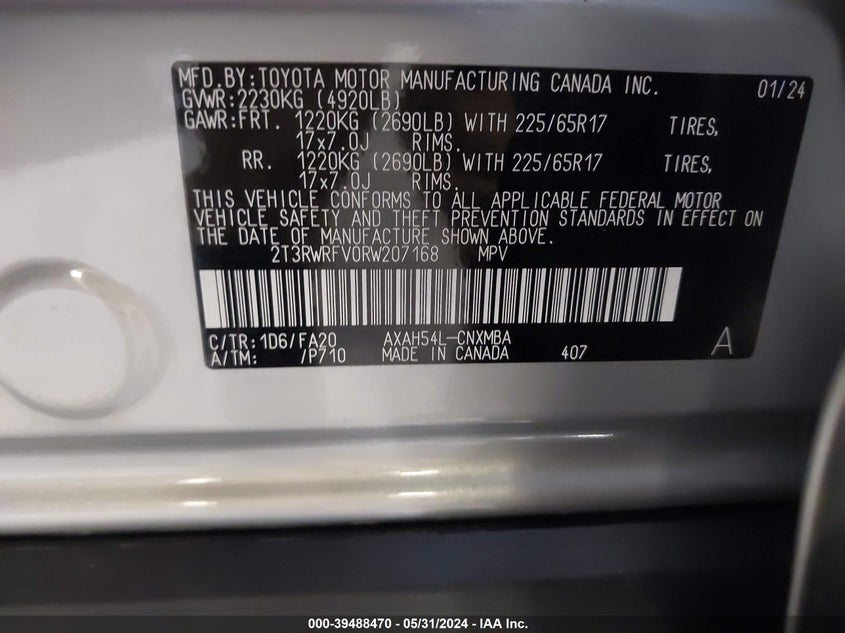 MFD.BY:TOYOTA MOTOR MANUFACTURING CANADA INC. 01/24
GVWR:2230KG (4920LB)
GAWR:FRT. 1220KG (2690LB) WITH 225/65R17 TIRES,
17x7.0J RIMS.
RR. 1220KG (2690LB) WITH 225/65R17 TIRES,
17x7.0J RIMS.
THIS VEHICLE CONFORMS TO ALL APPLICABLE FEDERAL MOTOR
VEHICLE SAFETY AND THEFT PREVENTION STANDARDS IN EFFECT ON
THE DATE OF MANUFACTURE SHOWN ABOVE.
2T3RWRFV0RW207168 MPV
C/TR:1D6/FA20 AXAH54L-CNXMBA
A/TM: /P710 MADE IN CANADA 407 A
000-39488470 / 05/31/2024 - IAA Inc.